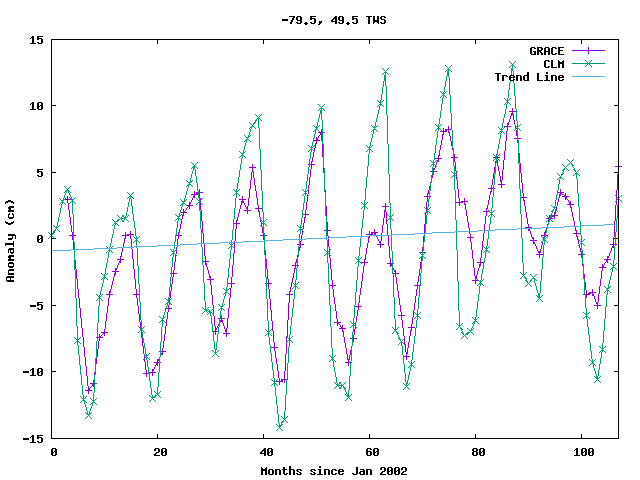 -79.5, 49.5 TWS
GRACE
CLM
Trend Line
15
10
5
0
-5
-10
-15
Anomaly (cm)
0 20 40 60 80 100
Months since Jan 2002